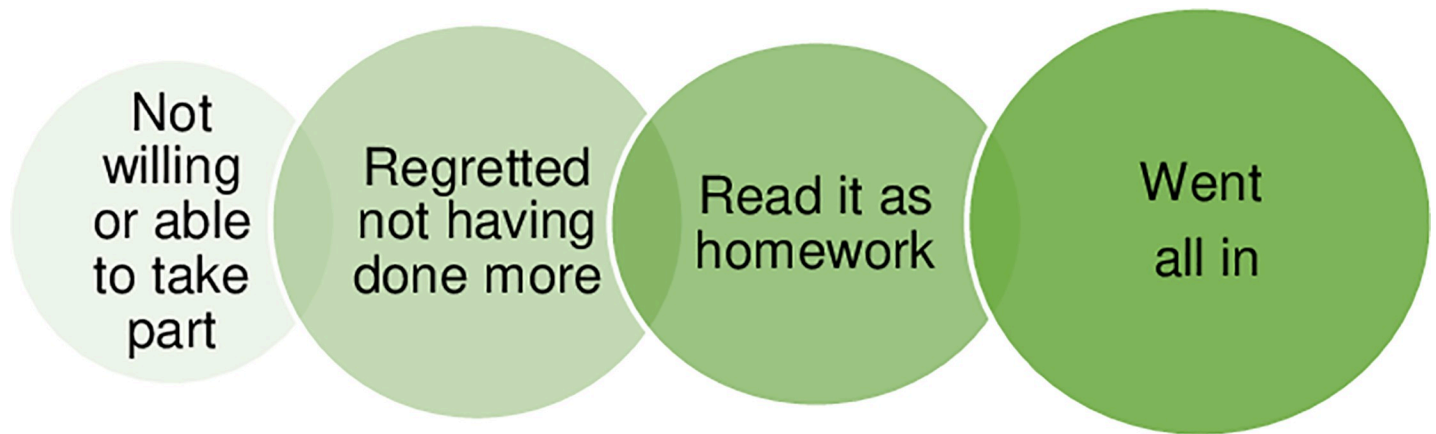 Not
willing
or able
to take
part
Regretted
not having
done more
Read it as
homework
Went
all in